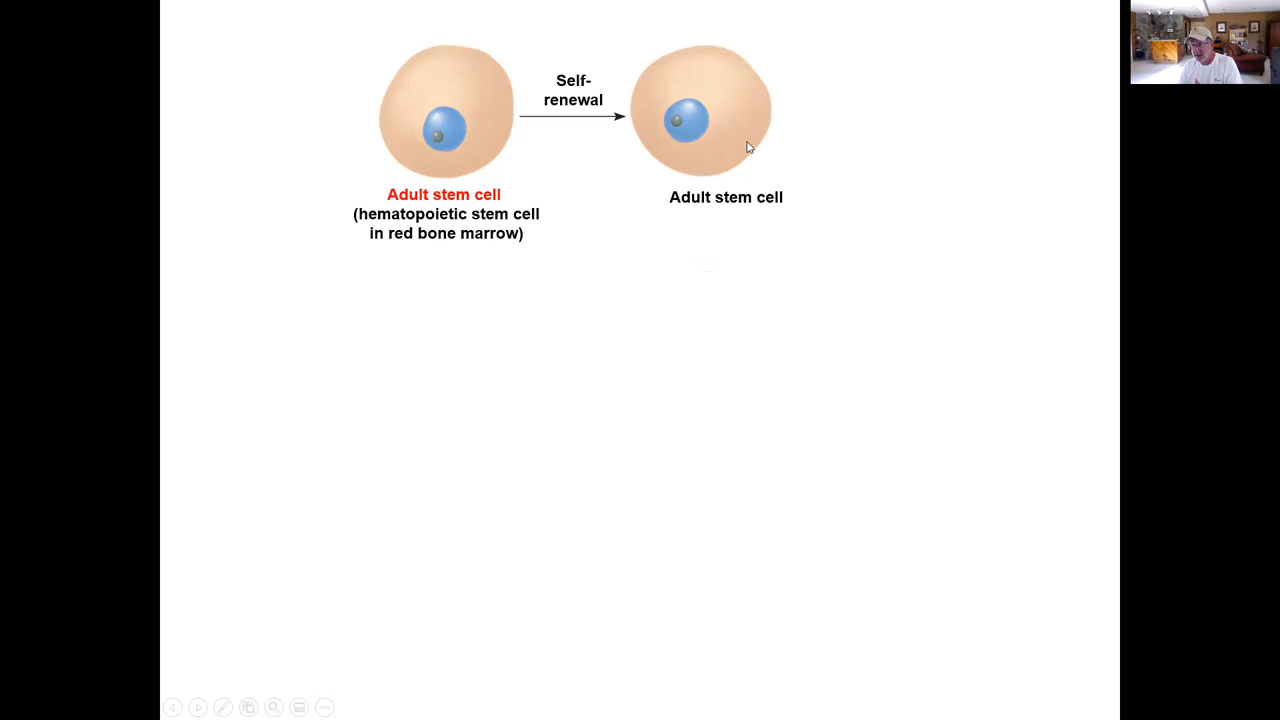 Self-
renewal
Adult stem cell
(hematopoietic stem cell
in red bone marrow)
Adult stem cell